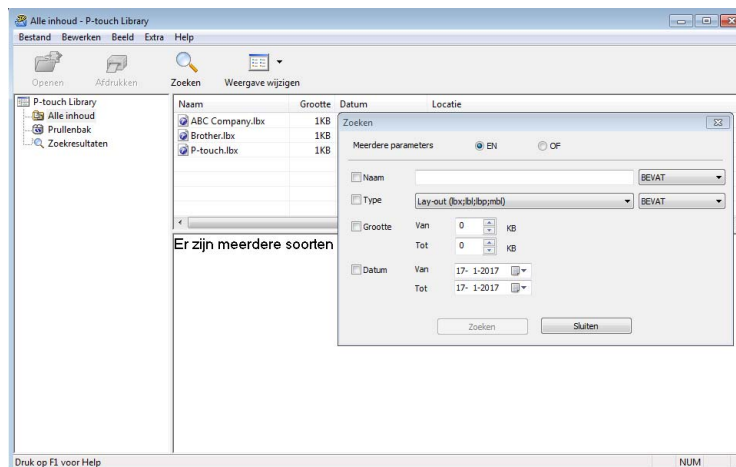 Alle inhoud - P-touch Library
Bestand Bewerken Beeld Extra Help
Openen Afdrukken Zoeken Weergave wijzigen
P-touch Library
Alle inhoud
Prullenbak
Zoekresultaten
Naam Grootte Datum Locatie
ABC Company.lbx 1KB
Brother.lbx 1KB
P-touch.lbx 1KB
Er zijn meerdere soorten
Zoeken
Meerdere parameters EN OF
Naam BEVAT
Type Lay-out (lbx;lbl;lbp;mbl) BEVAT
Grootte Van 0 KB
Tot 0 KB
Datum Van 17- 1-2017
Tot 17- 1-2017
Zoeken Sluiten
Druk op F1 voor Help NUM